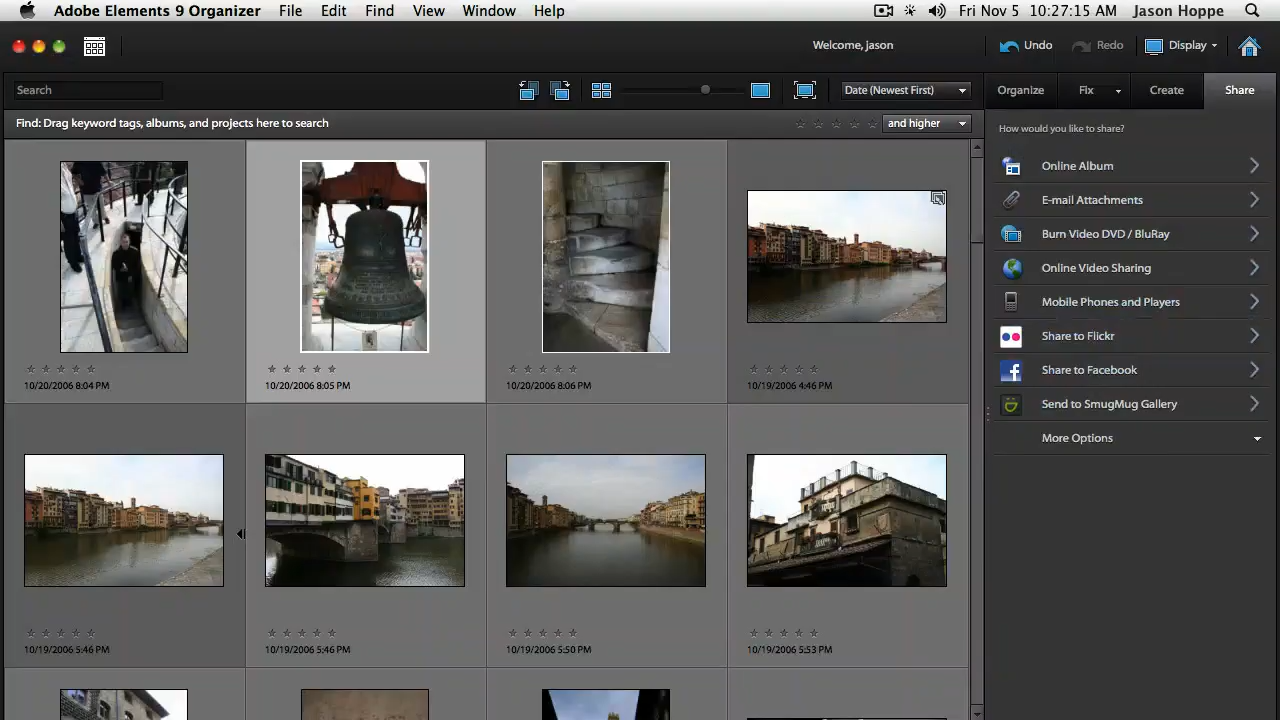 Adobe Elements 9 Organizer File Edit Find View Window Help Fri Nov 5 10:27:15 AM Jason Hoppe
Welcome, jason Undo Redo Display
Search Date (Newest First) Organize Fix Create Share
Find: Drag keyword tags, albums, and projects here to search and higher
How would you like to share?
Online Album
E-mail Attachments
Burn Video DVD / BluRay
Online Video Sharing
Mobile Phones and Players
Share to Flickr
Share to Facebook
Send to SmugMug Gallery
More Options
10/20/2006 8:04 PM 10/20/2006 8:05 PM 10/20/2006 8:06 PM 10/19/2006 4:46 PM
10/19/2006 5:46 PM 10/19/2006 5:46 PM 10/19/2006 5:50 PM 10/19/2006 5:53 PM